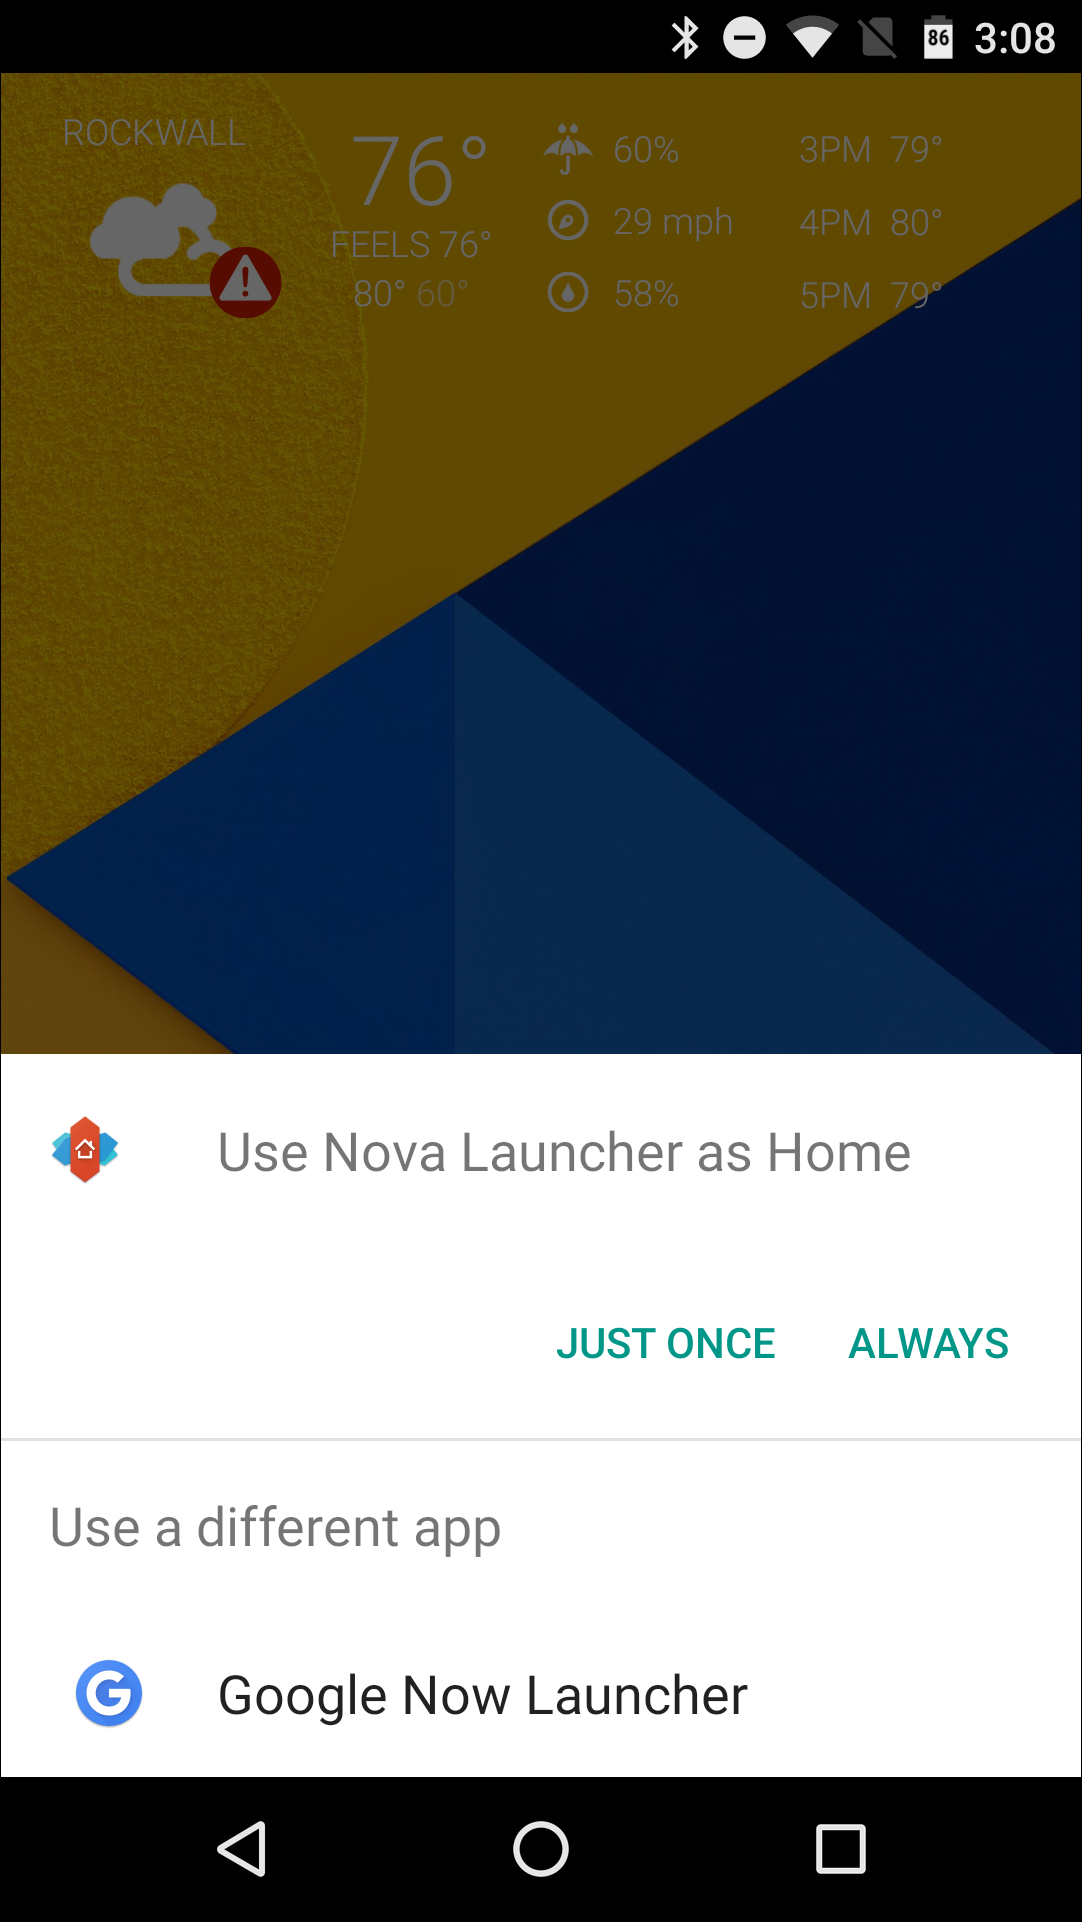 86 3:08
ROCKWALL
76°
FEELS 76°
80° 60°
60%
29 mph
58%
3PM 79°
4PM 80°
5PM 79°
Use Nova Launcher as Home
JUST ONCE ALWAYS
Use a different app
G Google Now Launcher